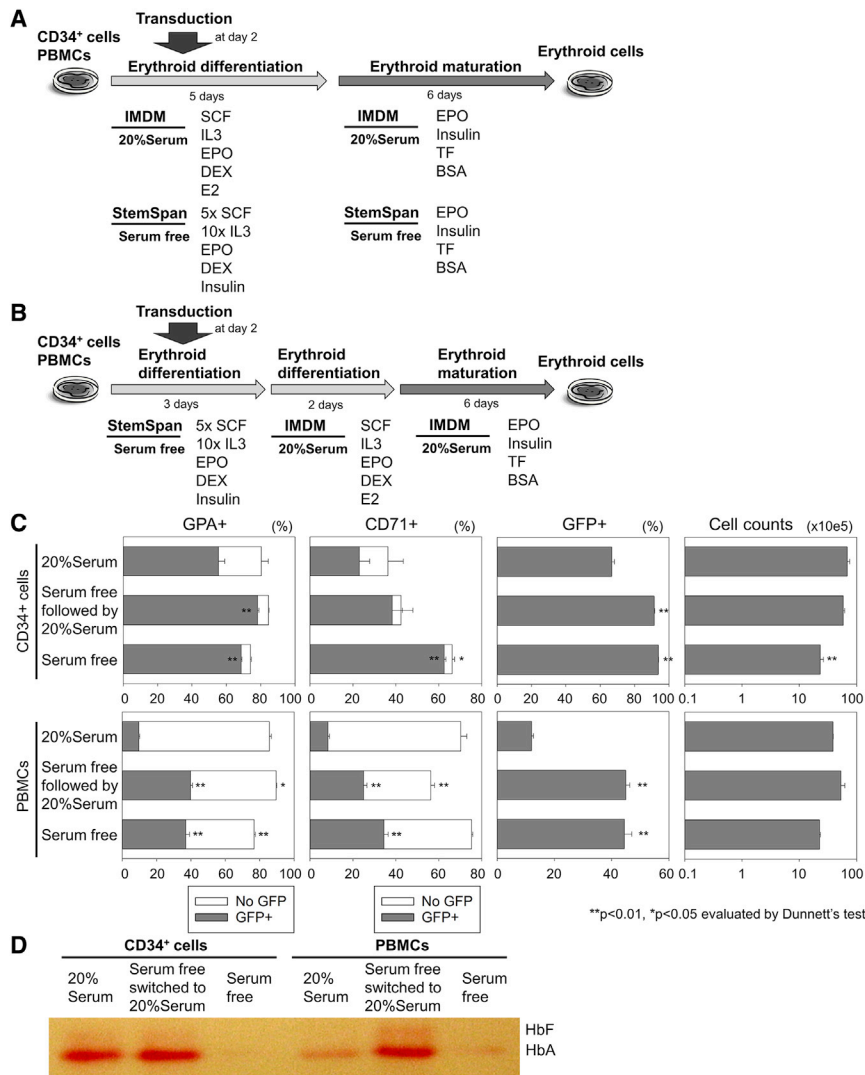 A
Transduction
at day 2
CD34+ cells
PBMCs
Erythroid differentiation
5 days
Erythroid maturation
6 days
Erythroid cells
IMDM
20%Serum
SCF
IL3
EPO
DEX
E2
IMDM
20%Serum
EPO
Insulin
TF
BSA
StemSpan
Serum free
5x SCF
10x IL3
EPO
DEX
Insulin
StemSpan
Serum free
EPO
Insulin
TF
BSA
B
Transduction
at day 2
CD34+ cells
PBMCs
Erythroid
differentiation
3 days
Erythroid
differentiation
2 days
Erythroid
maturation
6 days
Erythroid cells
StemSpan
Serum free
5x SCF
10x IL3
EPO
DEX
Insulin
IMDM
20%Serum
SCF
IL3
EPO
DEX
E2
IMDM
20%Serum
EPO
Insulin
TF
BSA
C
GPA+ (%)
CD71+ (%)
GFP+ (%)
Cell counts (x10e5)
CD34+ cells
20%Serum
Serum free
followed by
20%Serum
** **
Serum free
** ** * ** **
0 20 40 60 80 100
0 20 40 60 80
0 20 40 60 80 100
0.1 1 10 100
PBMCs
20%Serum
Serum free
followed by
20%Serum
** * ** ** **
Serum free
** ** ** **
0 20 40 60 80 100
0 20 40 60 80
0 20 40 60
0.1 1 10 100
No GFP
GFP+
No GFP
GFP+
**p<0.01, *p<0.05 evaluated by Dunnett's test
D
CD34+ cells
PBMCs
20%
Serum
Serum free
switched to
20%Serum
Serum
free
20%
Serum
Serum free
switched to
20%Serum
Serum
free
HbF
HbA